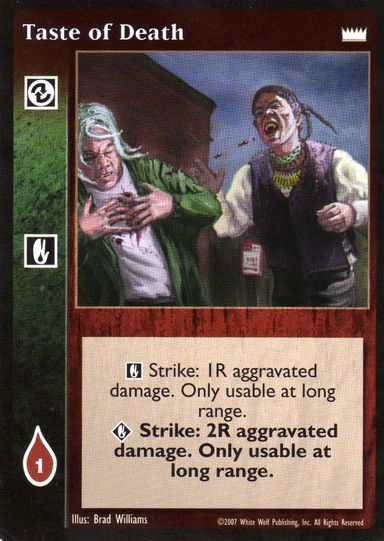 Taste of Death
Strike: 1R aggravated
damage. Only usable at long
range.
Strike: 2R aggravated
damage. Only usable at
long range.
1
Illus: Brad Williams
©2007 White Wolf Publishing, Inc. All Rights Reserved